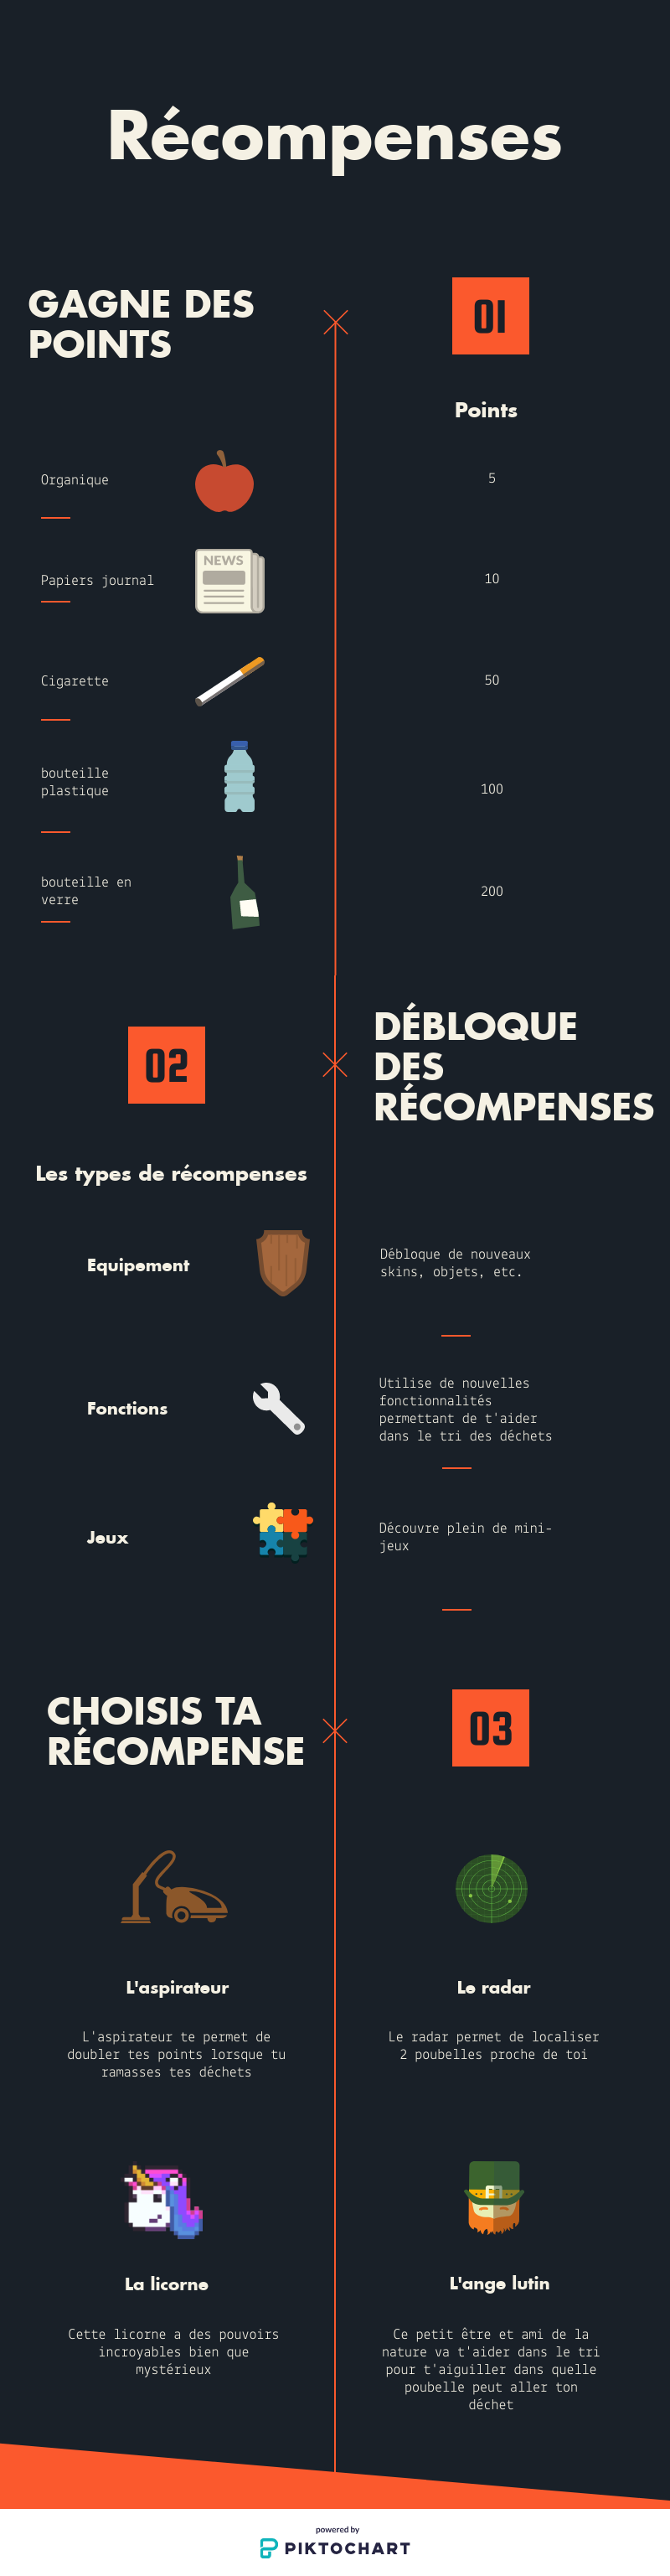 Récompenses
GAGNE DES
POINTS
01
Points
Organique
5
NEWS
Papiers journal
10
Cigarette
50
bouteille
plastique
100
bouteille en
verre
200
02
DÉBLOQUE
DES
RÉCOMPENSES
Les types de récompenses
Equipement
Débloque de nouveaux
skins, objets, etc.
Fonctions
Utilise de nouvelles
fonctionnalités
permettant de t'aider
dans le tri des déchets
Jeux
Découvre plein de mini-
jeux
CHOISIS TA
RÉCOMPENSE
03
L'aspirateur
L'aspirateur te permet de
doubler tes points lorsque tu
ramasses tes déchets
Le radar
Le radar permet de localiser
2 poubelles proche de toi
La licorne
Cette licorne a des pouvoirs
incroyables bien que
mystérieux
L'ange lutin
Ce petit être et ami de la
nature va t'aider dans le tri
pour t'aiguiller dans quelle
poubelle peut aller ton
déchet
powered by
PIKTOCHART